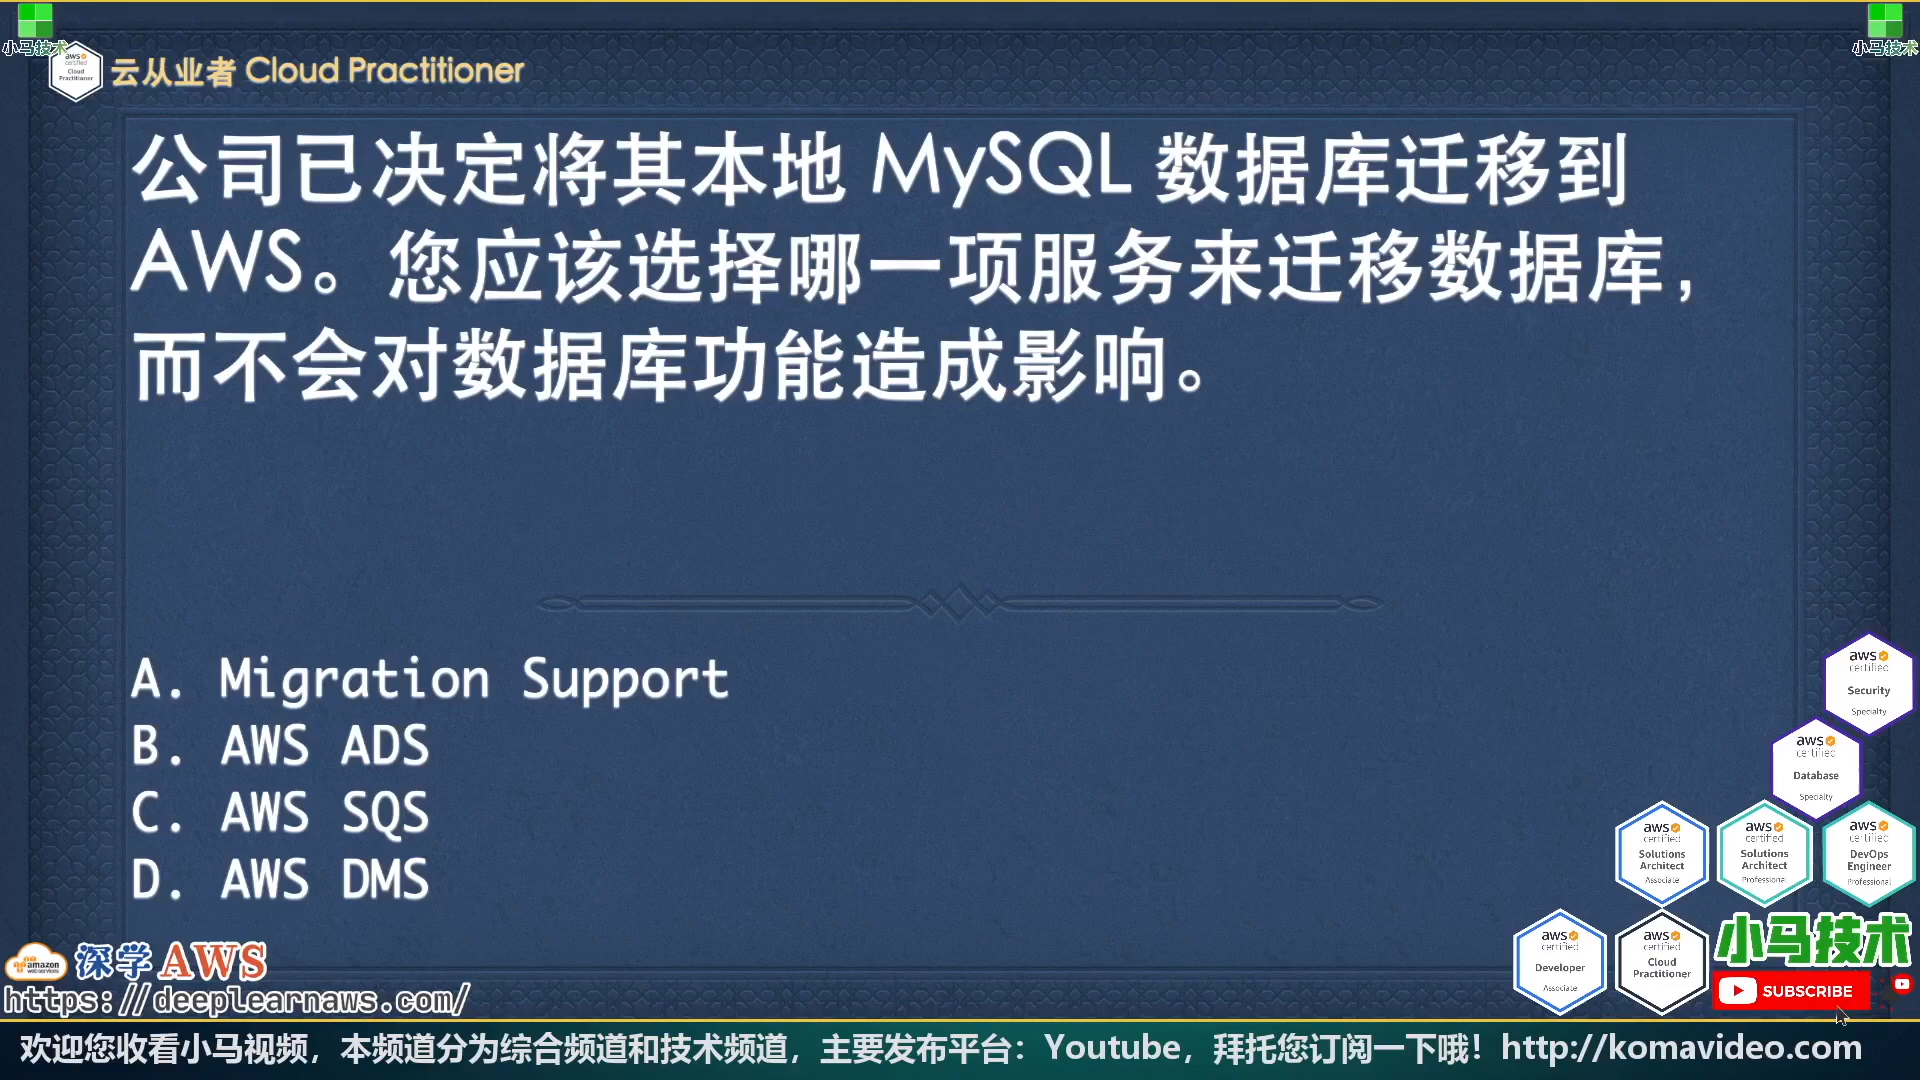 小马技术
小马技术
aws certified Cloud Practitioner
云从业者 Cloud Practitioner
公司已决定将其本地 MySQL 数据库迁移到
AWS。您应该选择哪一项服务来迁移数据库，
而不会对数据库功能造成影响。
A. Migration Support
B. AWS ADS
C. AWS SQS
D. AWS DMS
aws certified
Security
Specialty
aws certified
Database
Specialty
aws certified
Solutions
Architect
Associate
aws certified
Solutions
Architect
Professional
aws certified
DevOps
Engineer
Professional
aws certified
Developer
Associate
aws certified
Cloud
Practitioner
小马技术
SUBSCRIBE
amazon web services
深学 AWS
https://deeplearnaws.com/
欢迎您收看小马视频，本频道分为综合频道和技术频道，主要发布平台：Youtube，拜托您订阅一下哦！http://komavideo.com